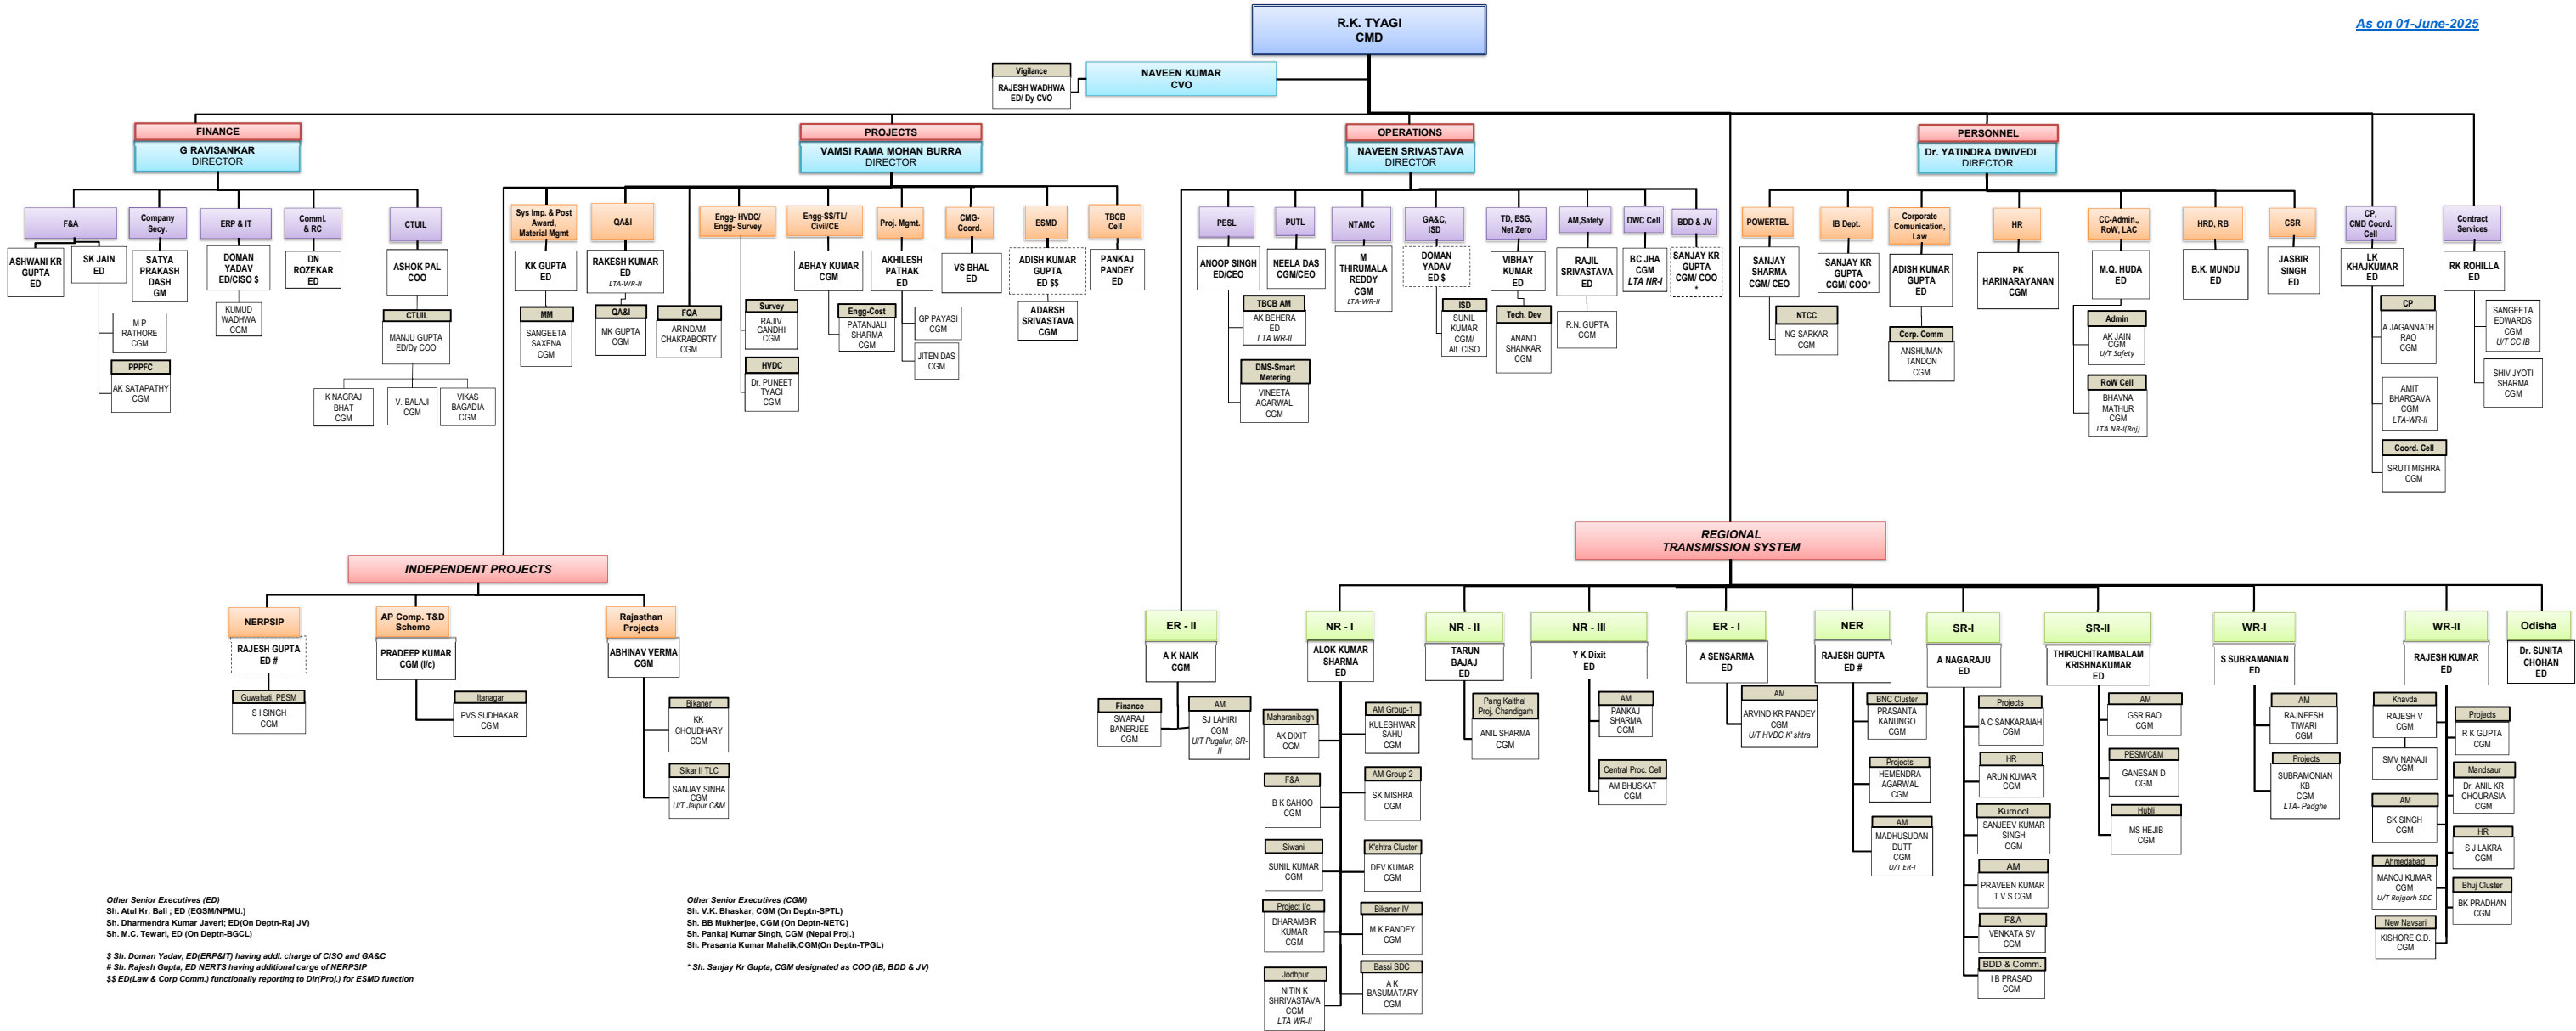 R.K. TYAGI
CMD
As on 01-June-2025
Vigilance
RAJESH WADHWA
ED/ Dy CVO
NAVEEN KUMAR
CVO
FINANCE
G RAVISANKAR
DIRECTOR
PROJECTS
VAMSI RAMA MOHAN BURRA
DIRECTOR
OPERATIONS
NAVEEN SRIVASTAVA
DIRECTOR
PERSONNEL
Dr. YATINDRA DWIVEDI
DIRECTOR
F&A
ASHWANI KR
GUPTA
ED
SK JAIN
ED
M P
RATHORE
CGM
PPPFC
AK SATAPATHY
CGM
Company
Secy.
SATYA
PRAKASH
DASH
GM
ERP & IT
DOMAN
YADAV
ED/CISO $
KUMUD
WADHWA
CGM
Comml.
& RC
DN
ROZEKAR
ED
CTUIL
ASHOK PAL
COO
CTUIL
MANJU GUPTA
ED/Dy COO
K NAGRAJ
BHAT
CGM
V. BALAJI
CGM
VIKAS
BAGADIA
CGM
Sys Imp. & Post
Award,
Material Mgmt
KK GUPTA
ED
MM
SANGEETA
SAXENA
CGM
QA&I
RAKESH KUMAR
ED
LTA-WR-II
QA&I
MK GUPTA
CGM
FQA
ARINDAM
CHAKRABORTY
CGM
Engg- HVDC/
Engg- Survey
Survey
RAJIV
GANDHI
CGM
HVDC
Dr. PUNEET
TYAGI
CGM
Engg-SS/TL/
Civil/CE
ABHAY KUMAR
CGM
Engg-Cost
PATANJALI
SHARMA
CGM
Proj. Mgmt.
AKHILESH
PATHAK
ED
GP PAYASI
CGM
JITEN DAS
CGM
CMG-
Coord.
VS BHAL
ED
ESMD
ADISH KUMAR
GUPTA
ED $$
ADARSH
SRIVASTAVA
CGM
TBCB
Cell
PANKAJ
PANDEY
ED
PESL
ANOOP SINGH
ED/CEO
TBCB AM
AK BEHERA
ED
LTA WR-II
DMS-Smart
Metering
VINEETA
AGARWAL
CGM
PUTL
NEELA DAS
CGM/CEO
NTAMC
M
THIRUMALA
REDDY
CGM
LTA-WR-II
GA&C,
ISD
DOMAN
YADAV
ED $
ISD
SUNIL
KUMAR
CGM/
Alt. CISO
TD, ESG,
Net Zero
VIBHAY
KUMAR
ED
Tech. Dev
ANAND
SHANKAR
CGM
AM,Safety
RAJIL
SRIVASTAVA
ED
R.N. GUPTA
CGM
DWC Cell
BC JHA
CGM
LTA NR-I
BDD & JV
SANJAY KR
GUPTA
CGM/ COO
*
POWERTEL
SANJAY
SHARMA
CGM/ CEO
NTCC
NG SARKAR
CGM
IB Dept.
SANJAY KR
GUPTA
CGM/ COO*
Corporate
Comunication,
Law
ADISH KUMAR
GUPTA
ED
Corp. Comm
ANSHUMAN
TANDON
CGM
HR
PK
HARINARAYANAN
CGM
CC-Admin.,
RoW, LAC
M.Q. HUDA
ED
Admin
AK JAIN
CGM
U/T Safety
RoW Cell
BHAVNA
MATHUR
CGM
LTA NR-I(Raj)
HRD, RB
B.K. MUNDU
ED
CSR
JASBIR
SINGH
ED
CP,
CMD Coord.
Cell
LK
KHAJKUMAR
ED
CP
A JAGANNATH
RAO
CGM
AMIT
BHARGAVA
CGM
LTA-WR-II
Coord. Cell
SRUTI MISHRA
CGM
Contract
Services
RK ROHILLA
ED
SANGEETA
EDWARDS
CGM
U/T CC IB
SHIV JYOTI
SHARMA
CGM
INDEPENDENT PROJECTS
NERPSIP
RAJESH GUPTA
ED #
Guwahati, PESM
S I SINGH
CGM
AP Comp. T&D
Scheme
PRADEEP KUMAR
CGM (I/c)
Itanagar
PVS SUDHAKAR
CGM
Rajasthan
Projects
ABHINAV VERMA
CGM
Bikaner
KK
CHOUDHARY
CGM
Sikar II TLC
SANJAY SINHA
CGM
U/T Jaipur C&M
REGIONAL
TRANSMISSION SYSTEM
ER - II
A K NAIK
CGM
Finance
SWARAJ
BANERJEE
CGM
AM
SJ LAHIRI
CGM
U/T Pugalur, SR-
II
NR - I
ALOK KUMAR
SHARMA
ED
Maharanibagh
AK DIXIT
CGM
AM Group-1
KULESHWAR
SAHU
CGM
F&A
B K SAHOO
CGM
AM Group-2
SK MISHRA
CGM
Siwani
SUNIL KUMAR
CGM
K'shtra Cluster
DEV KUMAR
CGM
Project I/c
DHARAMBIR
KUMAR
CGM
Bikaner-IV
M K PANDEY
CGM
Jodhpur
NITIN K
SHRIVASTAVA
CGM
LTA WR-II
Bassi SDC
A K
BASUMATARY
CGM
NR - II
TARUN
BAJAJ
ED
Pang Kaithal
Proj, Chandigarh
ANIL SHARMA
CGM
NR - III
Y K Dixit
ED
AM
PANKAJ
SHARMA
CGM
Central Proc. Cell
AM BHUSKAT
CGM
ER - I
A SENSARMA
ED
AM
ARVIND KR PANDEY
CGM
U/T HVDC K' shtra
NER
RAJESH GUPTA
ED #
BNC Cluster
PRASANTA
KANUNGO
CGM
Projects
HEMENDRA
AGARWAL
CGM
AM
MADHUSUDAN
DUTT
CGM
U/T ER-I
SR-I
A NAGARAJU
ED
Projects
A C SANKARAIAH
CGM
HR
ARUN KUMAR
CGM
Kurnool
SANJEEV KUMAR
SINGH
CGM
AM
PRAVEEN KUMAR
T V S CGM
F&A
VENKATA SV
CGM
BDD & Comm.
I B PRASAD
CGM
SR-II
THIRUCHITRAMBALAM
KRISHNAKUMAR
ED
AM
GSR RAO
CGM
PESM/C&M
GANESAN D
CGM
Hubli
MS HEJIB
CGM
WR-I
S SUBRAMANIAN
ED
AM
RAJNEESH
TIWARI
CGM
Projects
SUBRAMONIAN
KB
CGM
LTA- Padghe
WR-II
RAJESH KUMAR
ED
Khavda
RAJESH V
CGM
SMV NANAJI
CGM
Projects
R K GUPTA
CGM
AM
SK SINGH
CGM
Mandsaur
Dr. ANIL KR
CHOURASIA
CGM
Ahmedabad
MANOJ KUMAR
CGM
U/T Rajgarh SDC
HR
S J LAKRA
CGM
New Navsari
KISHORE C.D.
CGM
Bhuj Cluster
BK PRADHAN
CGM
Odisha
Dr. SUNITA
CHOHAN
ED
Other Senior Executives (ED)
Sh. Atul Kr. Bali ; ED (EGSM/NPMU.)
Sh. Dharmendra Kumar Javeri; ED(On Deptn-Raj JV)
Sh. M.C. Tewari, ED (On Deptn-BGCL)
$ Sh. Doman Yadav, ED(ERP&IT) having addl. charge of CISO and GA&C
# Sh. Rajesh Gupta, ED NERTS having additional carge of NERPSIP
$$ ED(Law & Corp Comm.) functionally reporting to Dir(Proj.) for ESMD function
Other Senior Executives (CGM)
Sh. V.K. Bhaskar, CGM (On Deptn-SPTL)
Sh. BB Mukherjee, CGM (On Deptn-NETC)
Sh. Pankaj Kumar Singh, CGM (Nepal Proj.)
Sh. Prasanta Kumar Mahalik,CGM(On Deptn-TPGL)
* Sh. Sanjay Kr Gupta, CGM designated as COO (IB, BDD & JV)